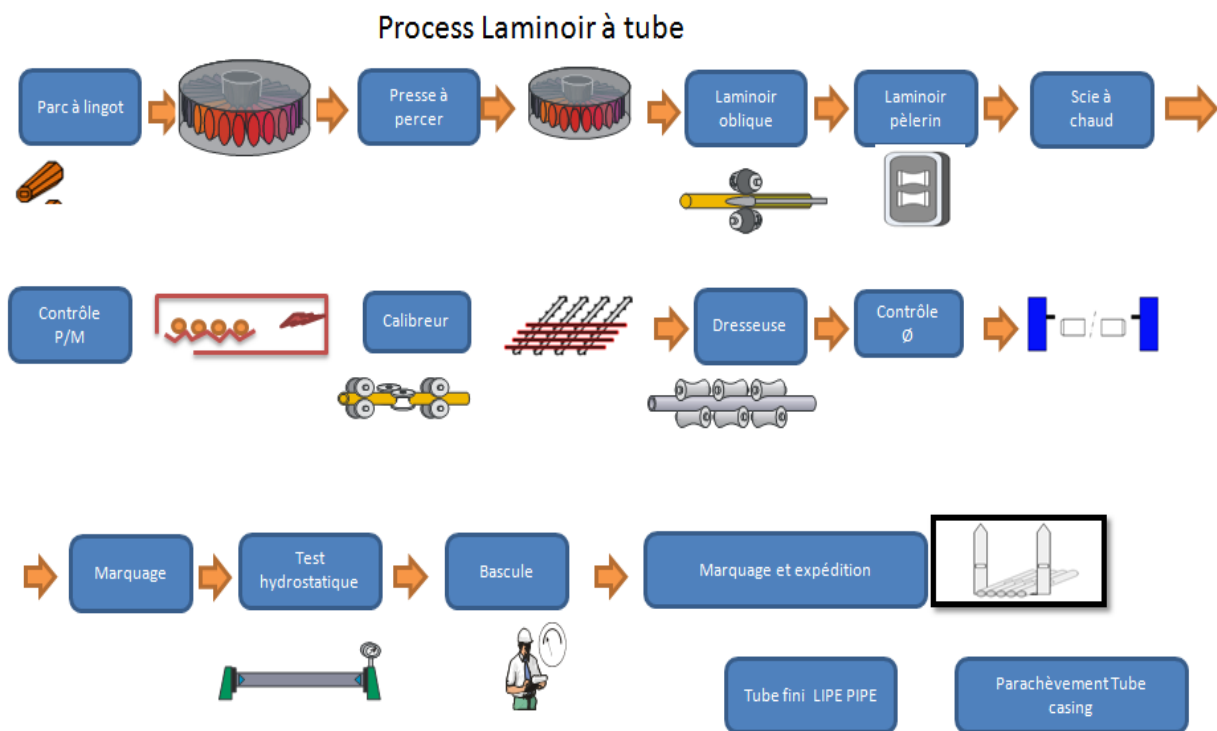 Process Laminoir à tube
Parc à lingot
Presse à
percer
Laminoir
oblique
Laminoir
pèlerin
Scie à
chaud
Contrôle
P/M
Calibreur
Dresseuse
Contrôle
Ø
Marquage
Test
hydrostatique
Bascule
Marquage et expédition
Tube fini LIPE PIPE
Parachèvement Tube
casing